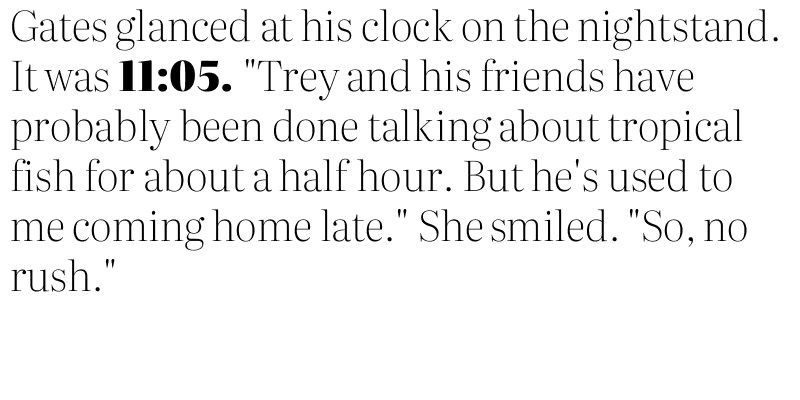 Gates glanced at his clock on the nightstand.
It was 11:05. "Trey and his friends have
probably been done talking about tropical
fish for about a half hour. But he's used to
me coming home late." She smiled. "So, no
rush."